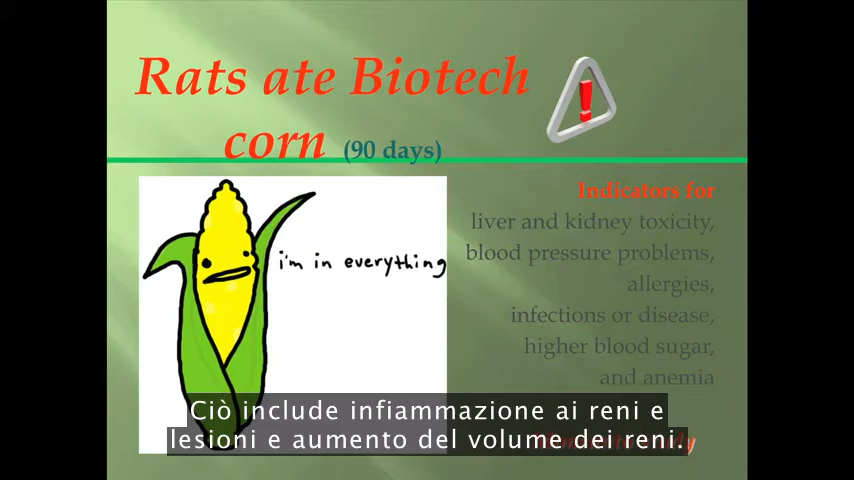 Rats ate Biotech
corn (90 days)
i'm in everything
Indicators for
liver and kidney toxicity,
blood pressure problems,
allergies,
infections or disease,
higher blood sugar,
and anemia
Ciò include infiammazione ai reni e
lesioni e aumento del volume dei reni.